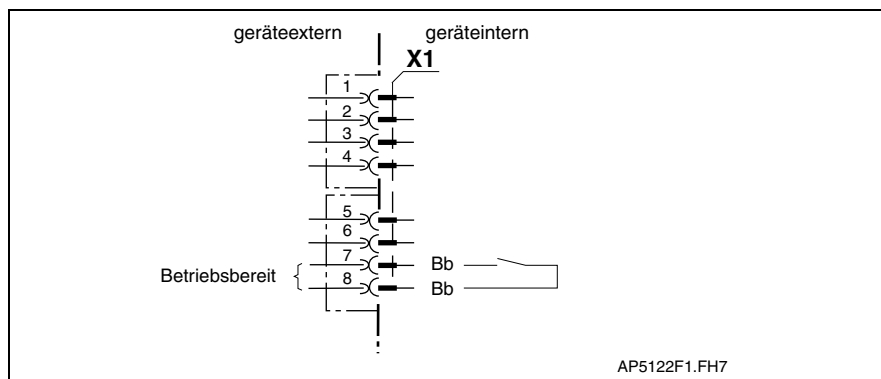 geräteextern geräteintern
X1
1
2
3
4
5
6
7 Bb
Betriebsbereit
8 Bb
AP5122F1.FH7